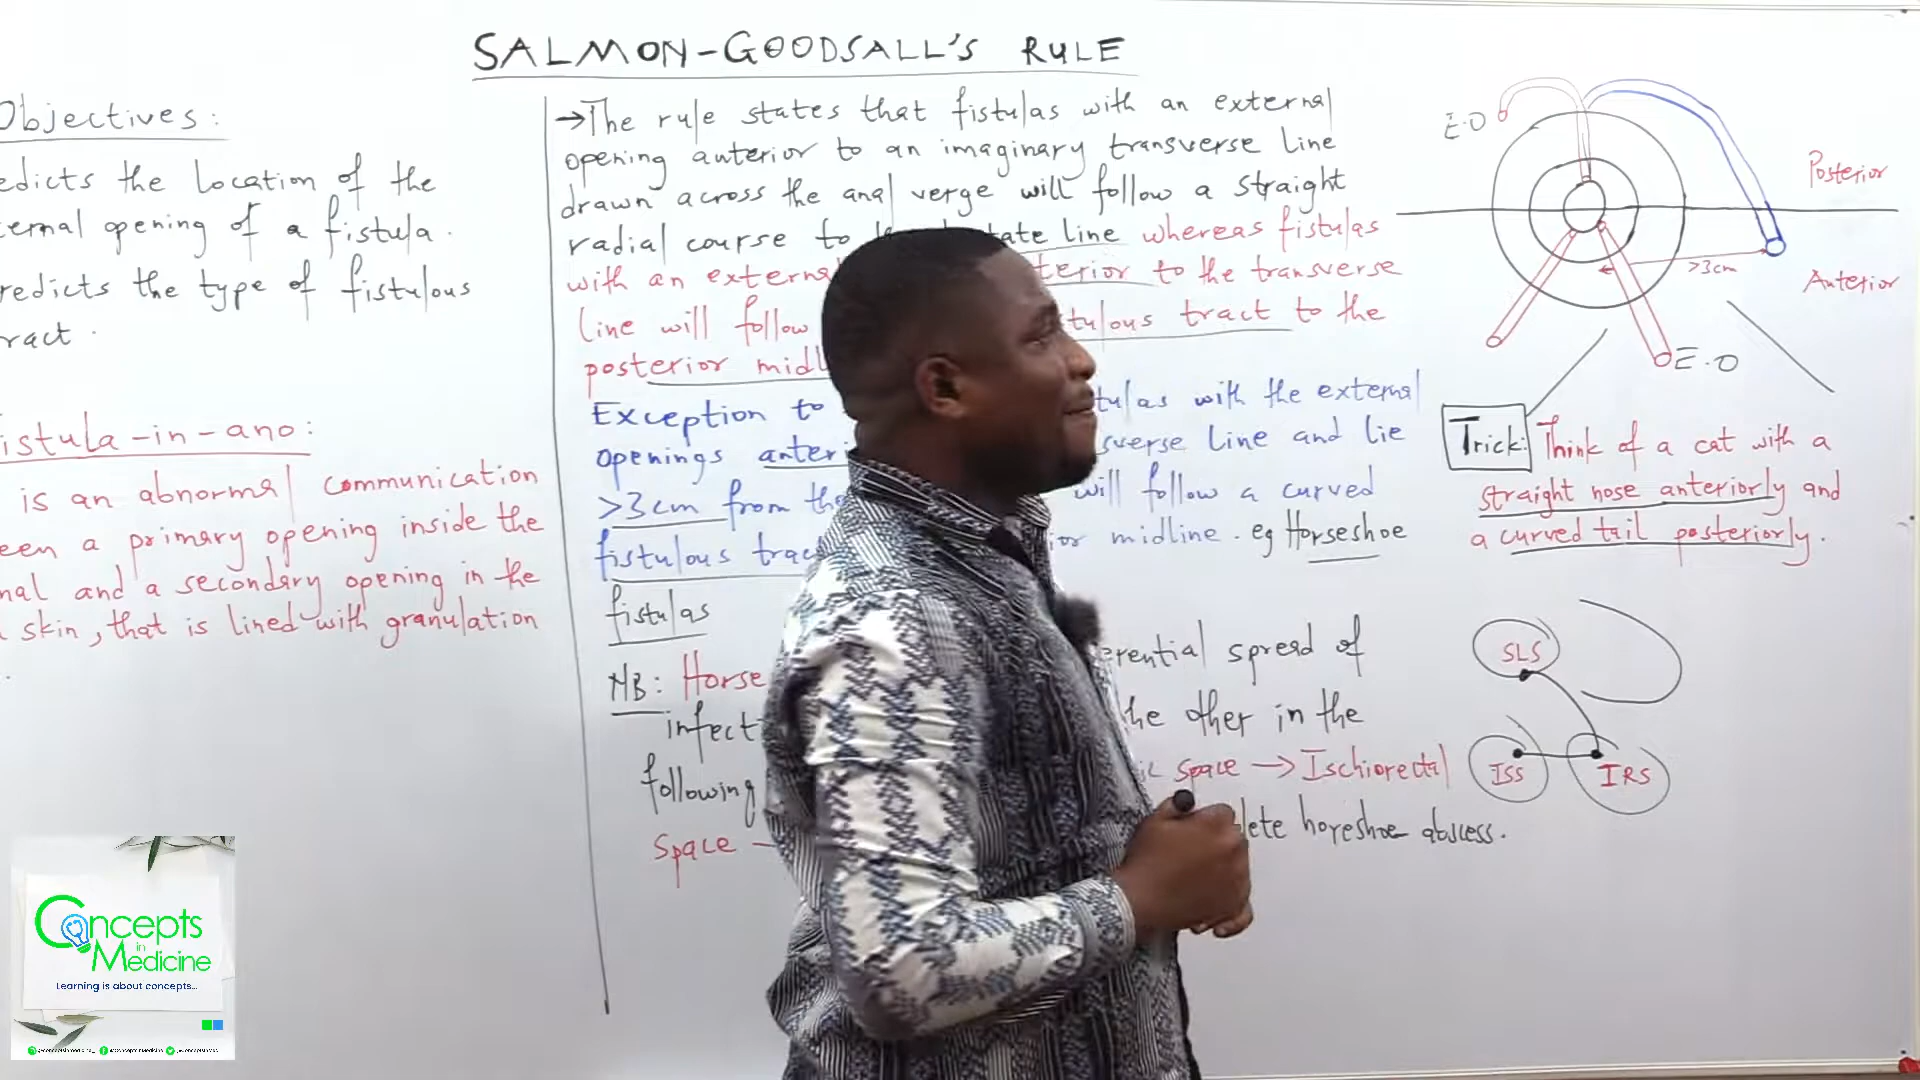 SALMON-GOODSALL'S RULE
Objectives:
edicts the location of the
ernal opening of a fistula.
redicts the type of fistulous
ract.
istula-in-ano:
is an abnormal communication
een a primary opening inside the
nal and a secondary opening in the
skin, that is lined with granulation
→The rule states that fistulas with an external
opening anterior to an imaginary transverse line
drawn across the anal verge will follow a straight
radial course to tate line whereas fistulas
with an external terior to the transverse
line will follow tulous tract to the
posterior midl
Exception to tulas with the external
openings anteri sverse line and lie
>3cm from the will follow a curved
fistulous trac ior midline. eg Horseshoe
fistulas
NB: Horse erential spread of
infecti he other in the
following ic space → Ischiorectal
Space – lete horeshoe abscess.
E.O
Posterior
>3cm
Anterior
E.O
Trick: Think of a cat with a
straight nose anteriorly and
a curved tail posteriorly.
SLS
ISS
IRS
Concepts
in
Medicine
Learning is about concepts...